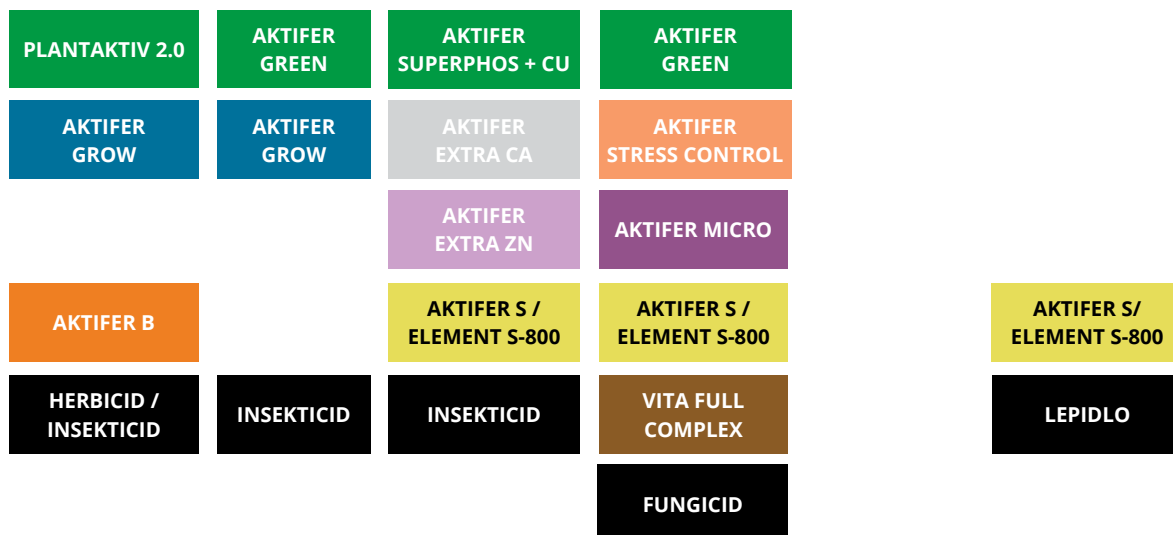 PLANTAKTIV 2.0
AKTIFER
GREEN
AKTIFER
SUPERPHOS + CU
AKTIFER
GREEN
AKTIFER
GROW
AKTIFER
GROW
AKTIFER
EXTRA CA
AKTIFER
STRESS CONTROL
AKTIFER
EXTRA ZN
AKTIFER MICRO
AKTIFER B
AKTIFER S /
ELEMENT S-800
AKTIFER S /
ELEMENT S-800
AKTIFER S/
ELEMENT S-800
HERBICID /
INSEKTICID
INSEKTICID
INSEKTICID
VITA FULL
COMPLEX
LEPIDLO
FUNGICID